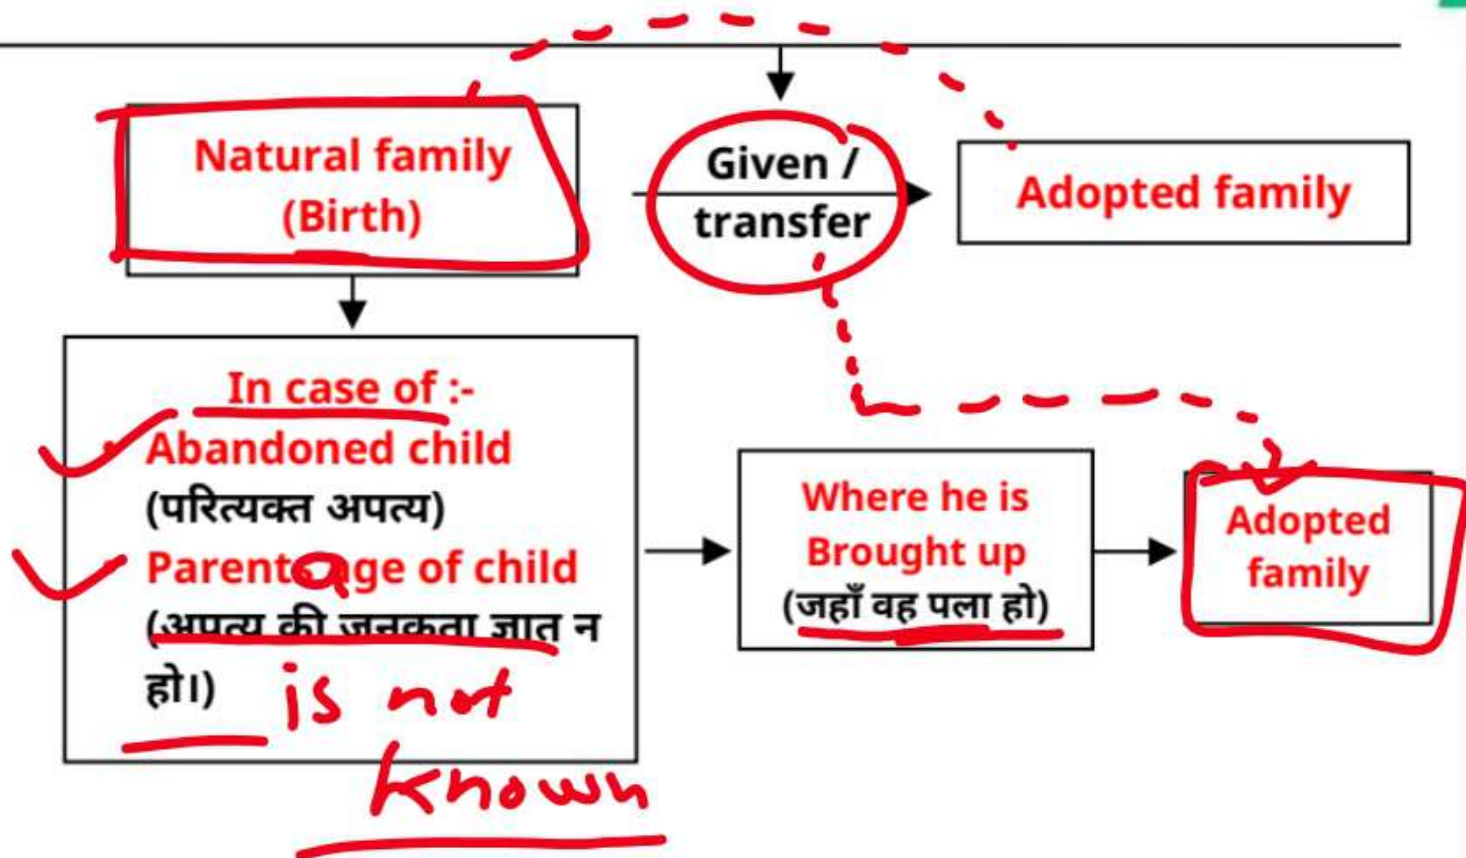 Natural family
(Birth)
Given /
transfer
Adopted family
In case of :-
Abandoned child
(परित्यक्त अपत्य)
Parentage of child
(अपत्य की जनकता ज्ञात न
हो।)
is not
known
Where he is
Brought up
(जहाँ वह पला हो)
Adopted
family